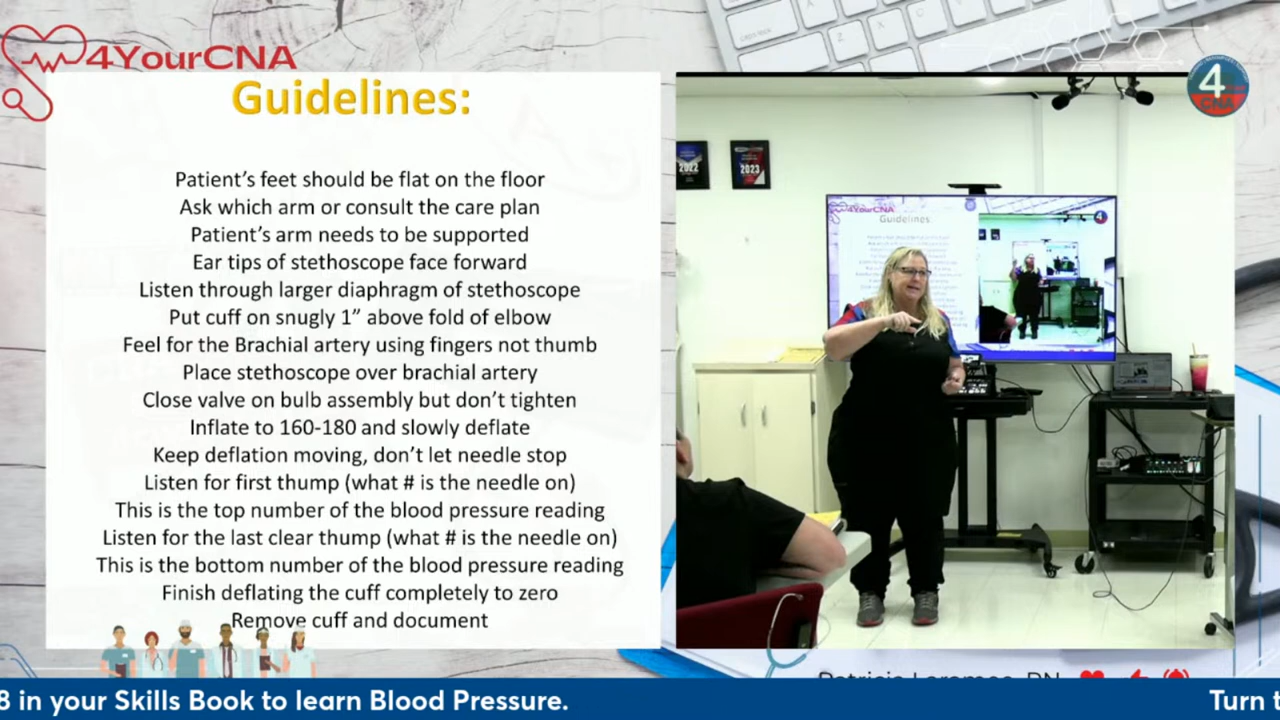 4YourCNA
Guidelines:
Patient's feet should be flat on the floor
Ask which arm or consult the care plan
Patient's arm needs to be supported
Ear tips of stethoscope face forward
Listen through larger diaphragm of stethoscope
Put cuff on snugly 1” above fold of elbow
Feel for the Brachial artery using fingers not thumb
Place stethoscope over brachial artery
Close valve on bulb assembly but don't tighten
Inflate to 160-180 and slowly deflate
Keep deflation moving, don't let needle stop
Listen for first thump (what # is the needle on)
This is the top number of the blood pressure reading
Listen for the last clear thump (what # is the needle on)
This is the bottom number of the blood pressure reading
Finish deflating the cuff completely to zero
Remove cuff and document
4
CNA
2022
2023
4YourCNA
Guidelines:
8 in your Skills Book to learn Blood Pressure.
Turn t